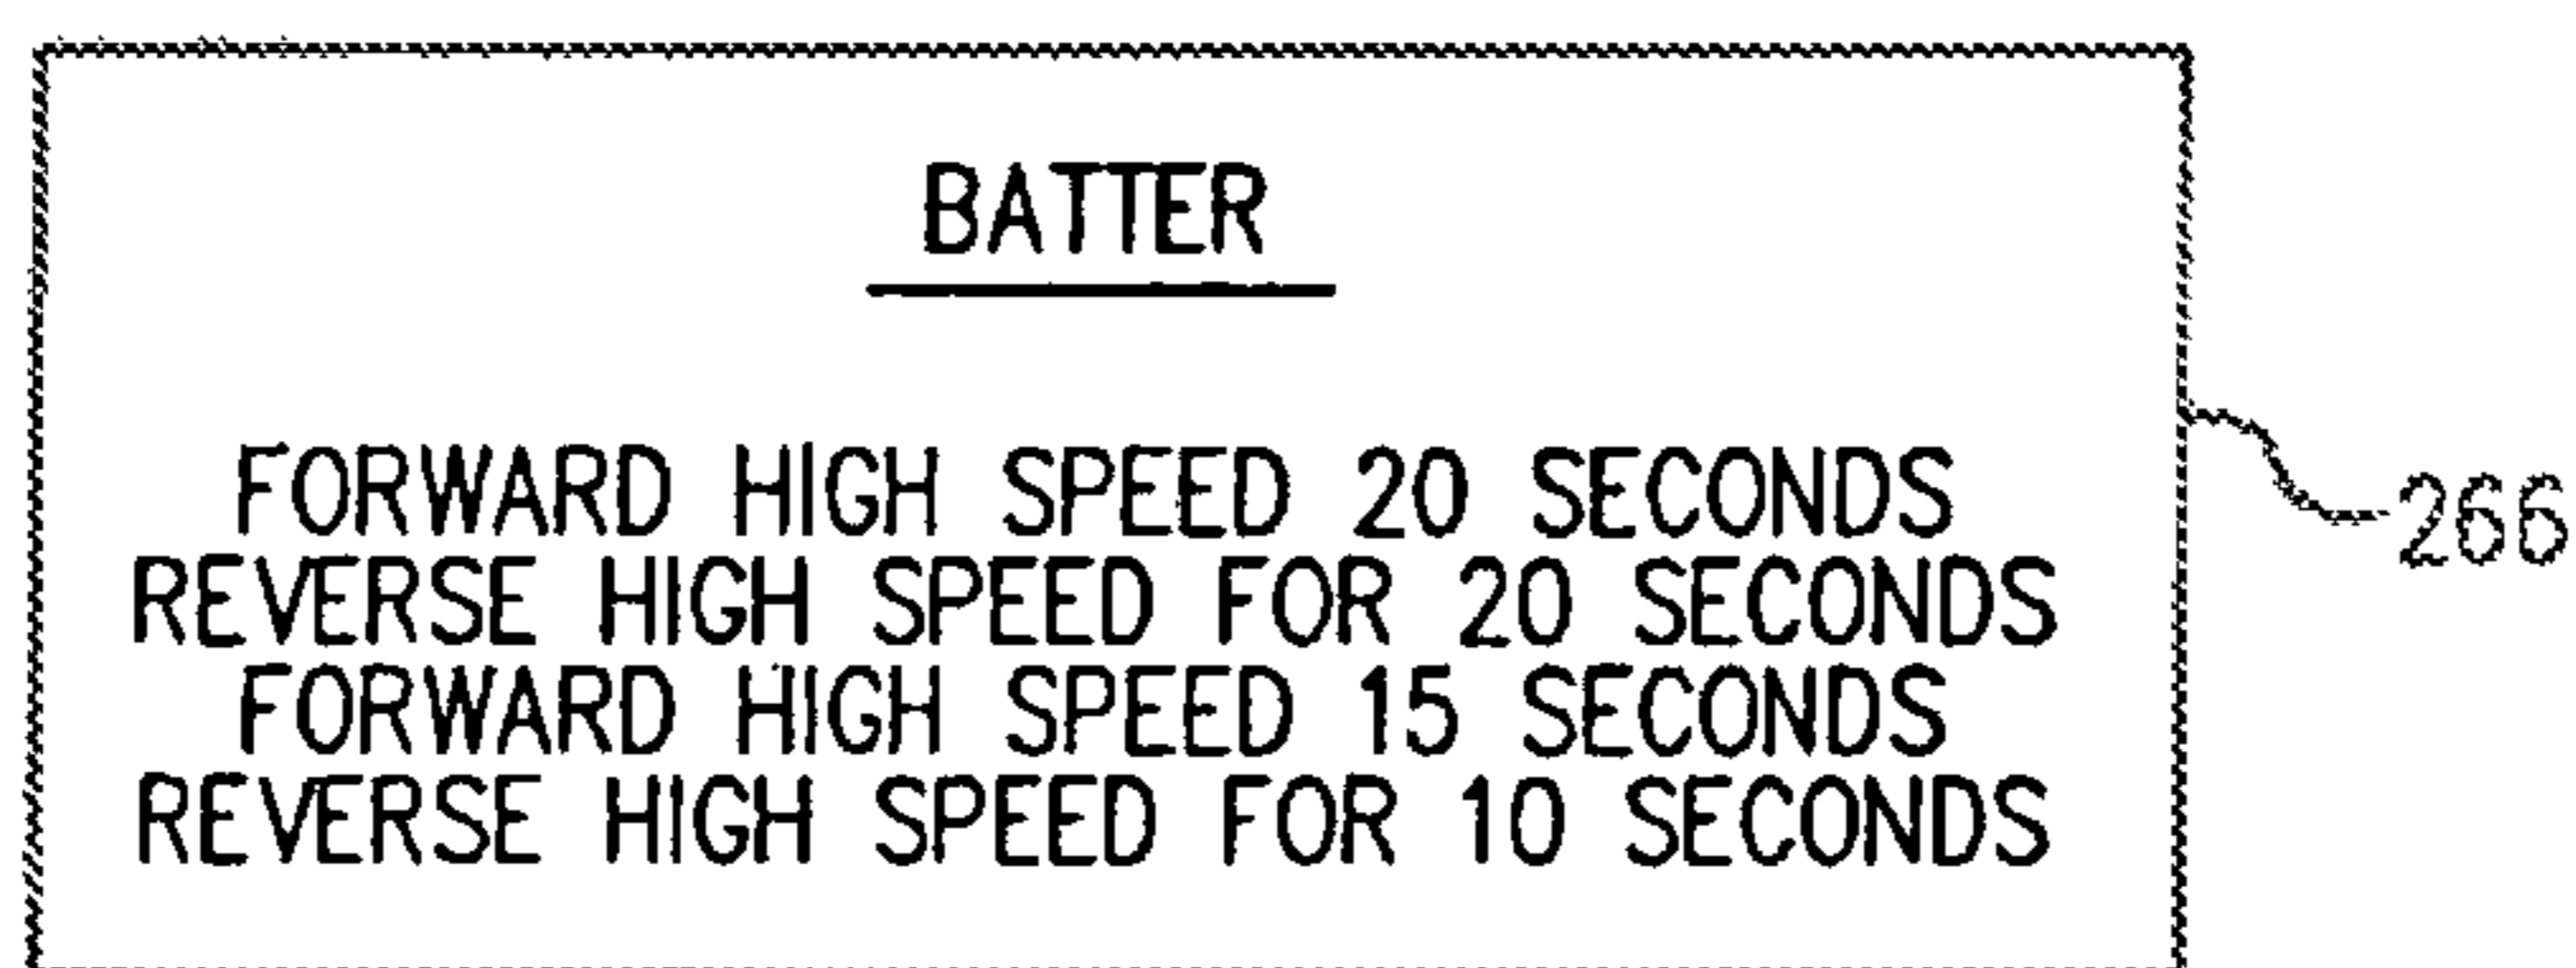 BATTER
FORWARD HIGH SPEED 20 SECONDS
REVERSE HIGH SPEED FOR 20 SECONDS
FORWARD HIGH SPEED 15 SECONDS
REVERSE HIGH SPEED FOR 10 SECONDS
266